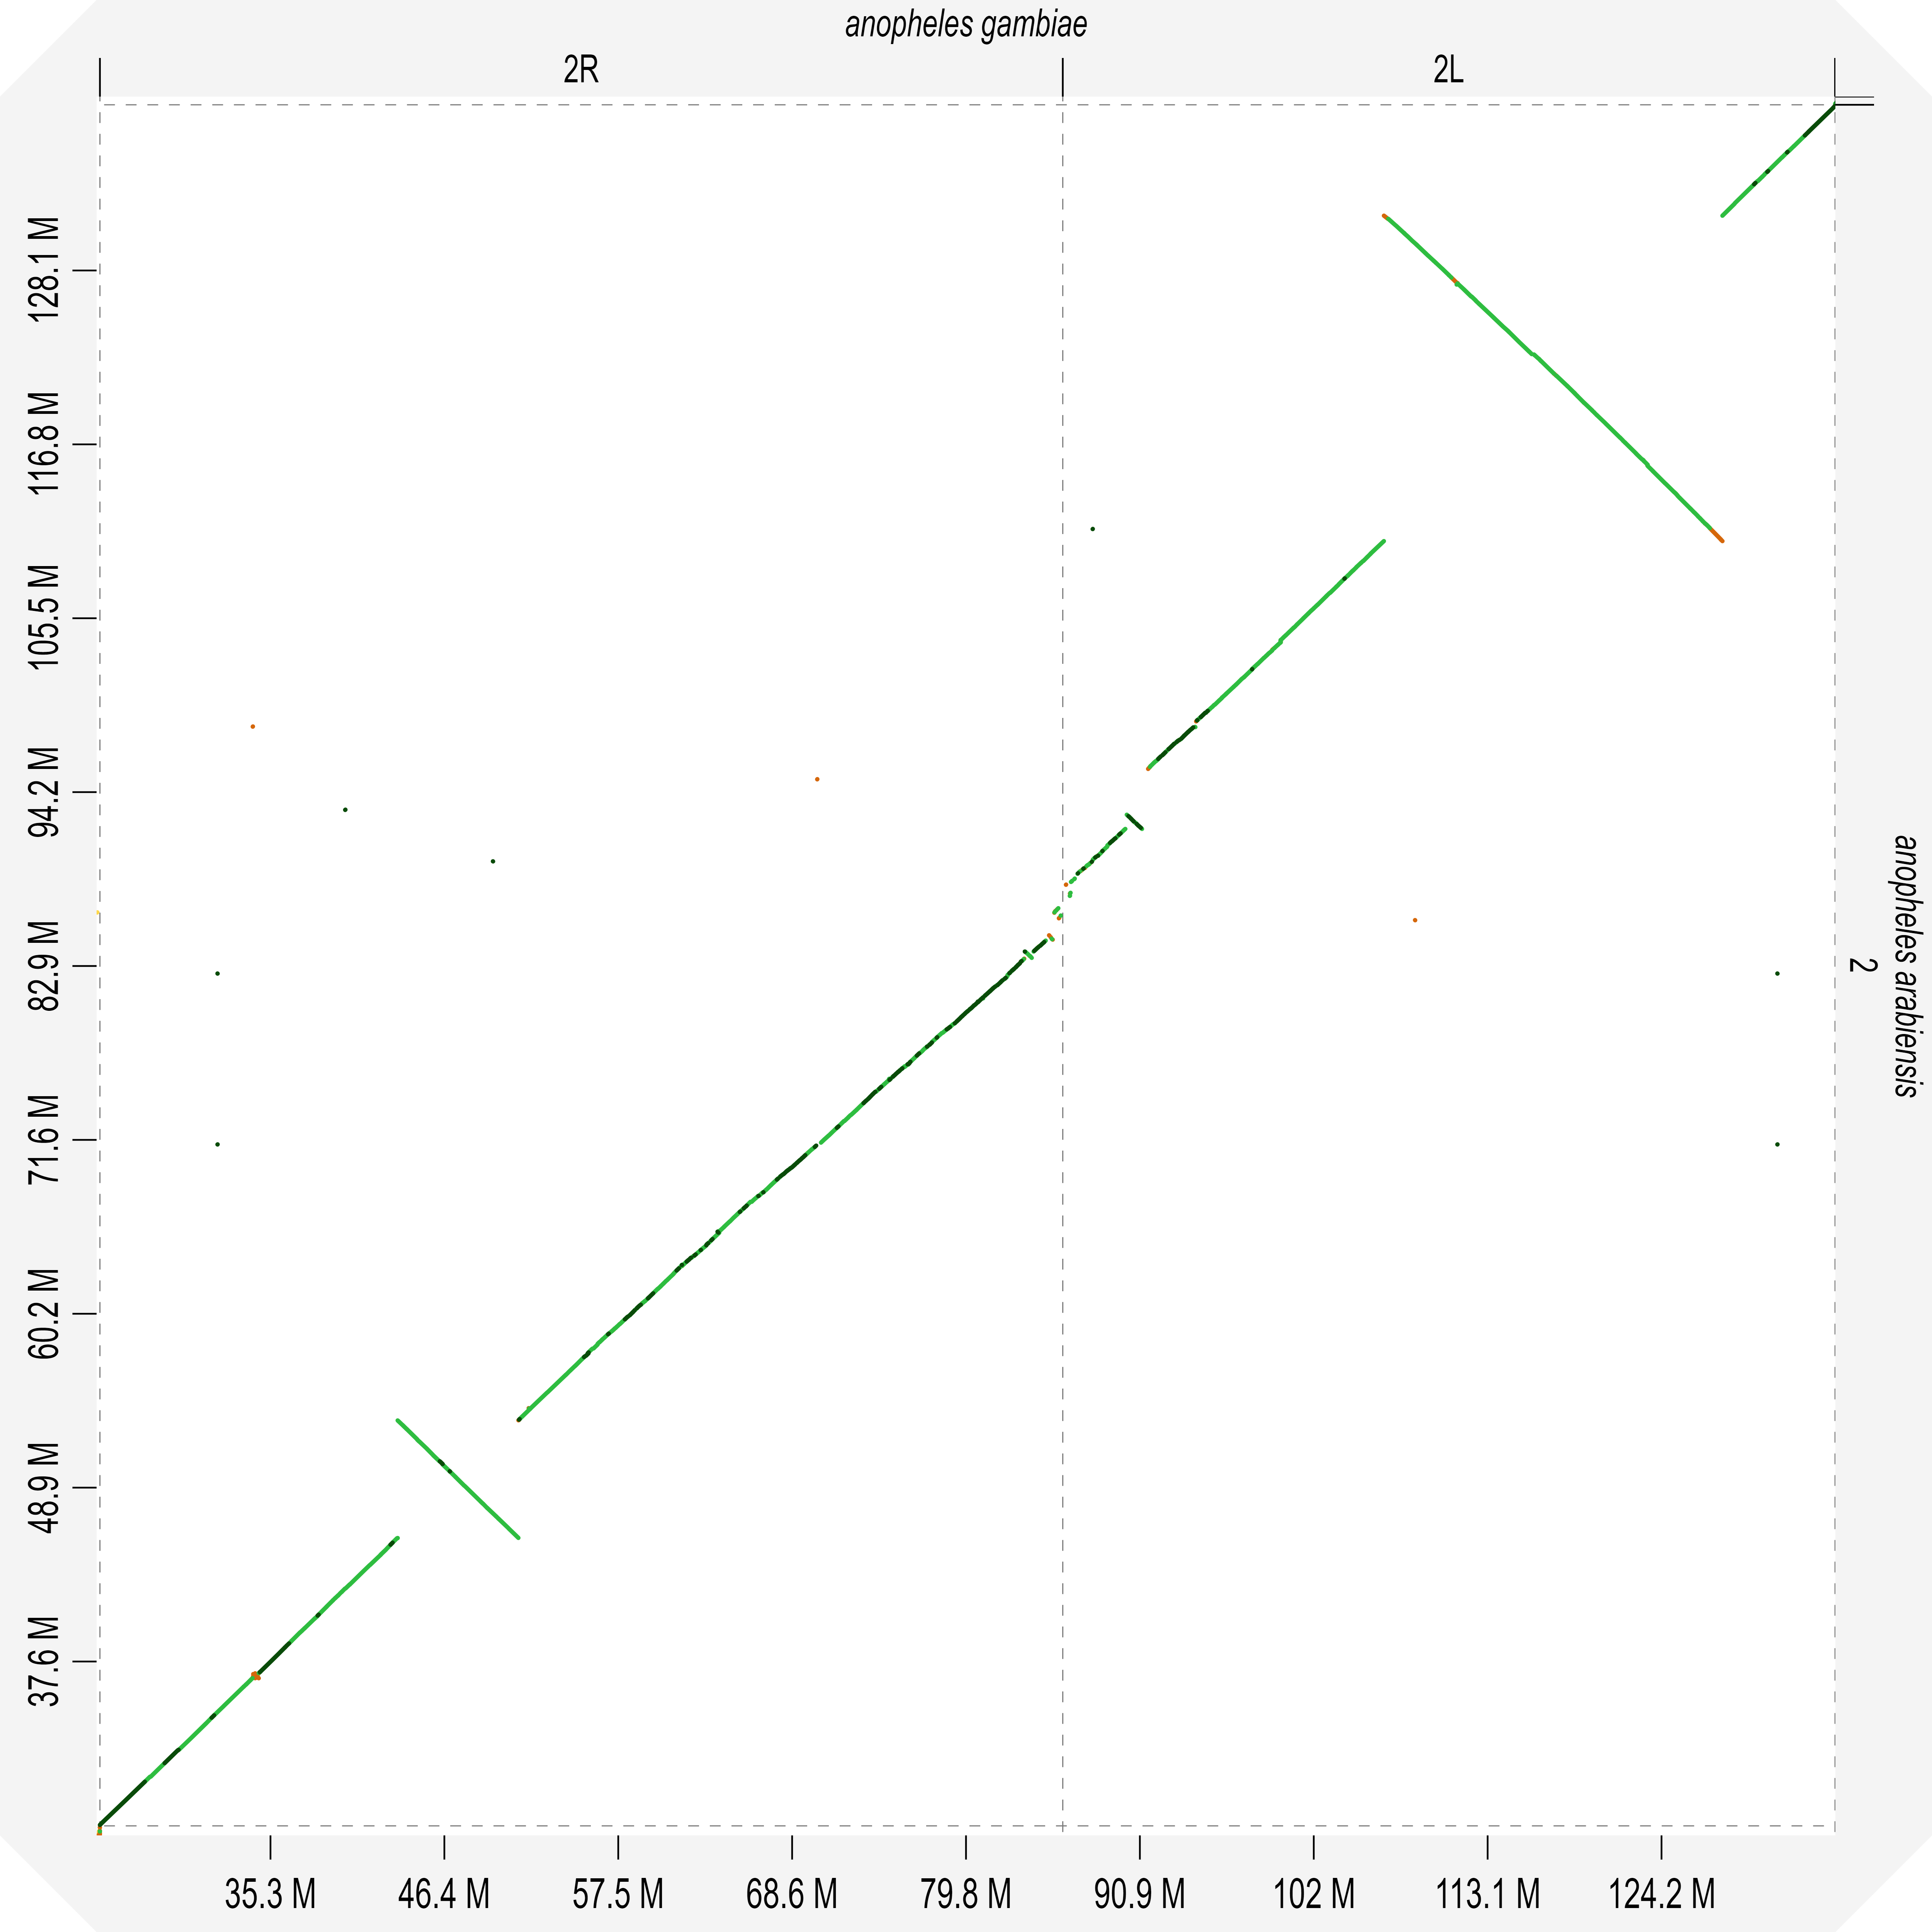 anopheles gambiae
2R
2L
128.1 M
116.8 M
105.5 M
94.2 M
82.9 M
71.6 M
60.2 M
48.9 M
37.6 M
anopheles arabiensis
2
35.3 M
46.4 M
57.5 M
68.6 M
79.8 M
90.9 M
102 M
113.1 M
124.2 M